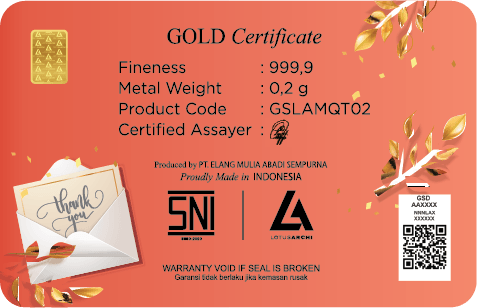 GOLD Certificate
Fineness : 999,9
Metal Weight : 0,2 g
Product Code : GSLAMQT02
Certified Assayer :
Produced by PT. ELANG MULIA ABADI SEMPURNA
Proudly Made in INDONESIA
thank you
SNI
LOTUS ARCHI
GSD
AAXXXX
NNNLAX
XXXXXX
WARRANTY VOID IF SEAL IS BROKEN
Garansi tidak berlaku jika kemasan rusak